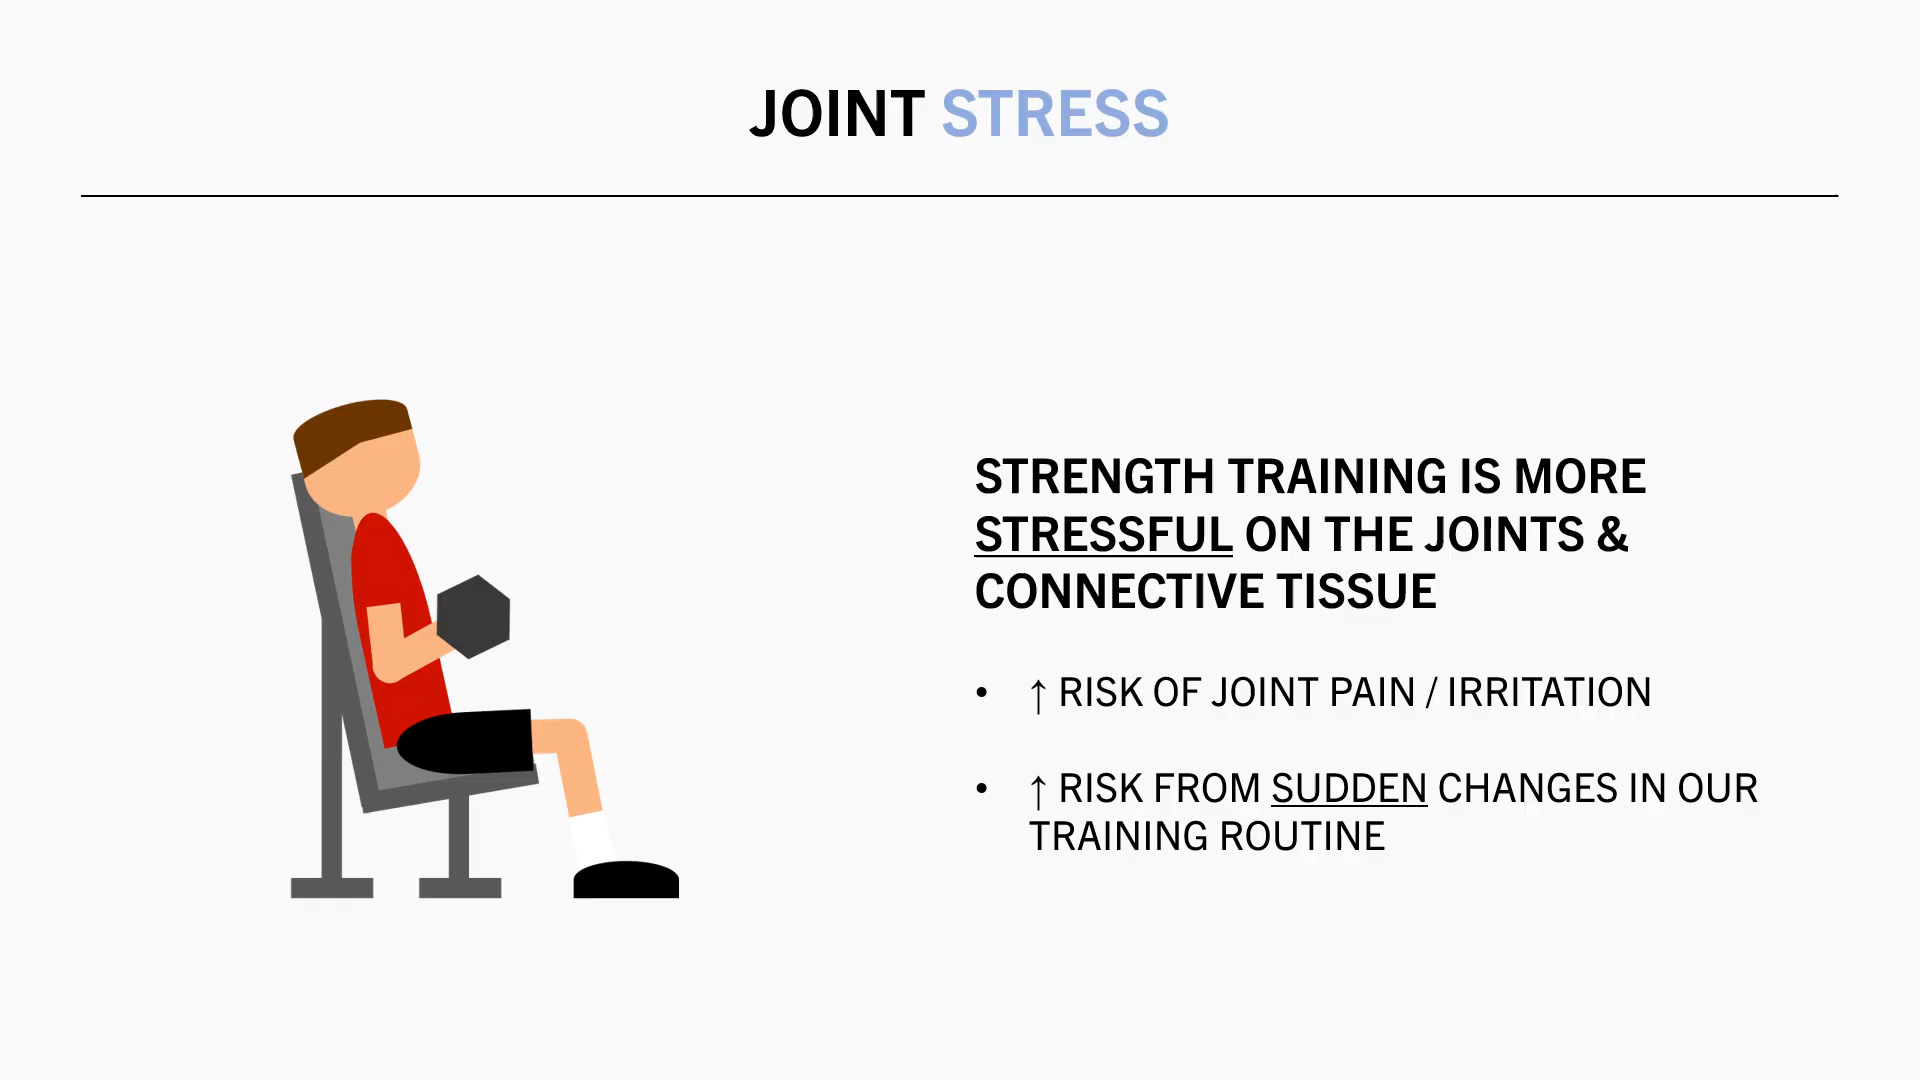 JOINT STRESS
STRENGTH TRAINING IS MORE
STRESSFUL ON THE JOINTS &
CONNECTIVE TISSUE
• ↑ RISK OF JOINT PAIN / IRRITATION
• ↑ RISK FROM SUDDEN CHANGES IN OUR
TRAINING ROUTINE